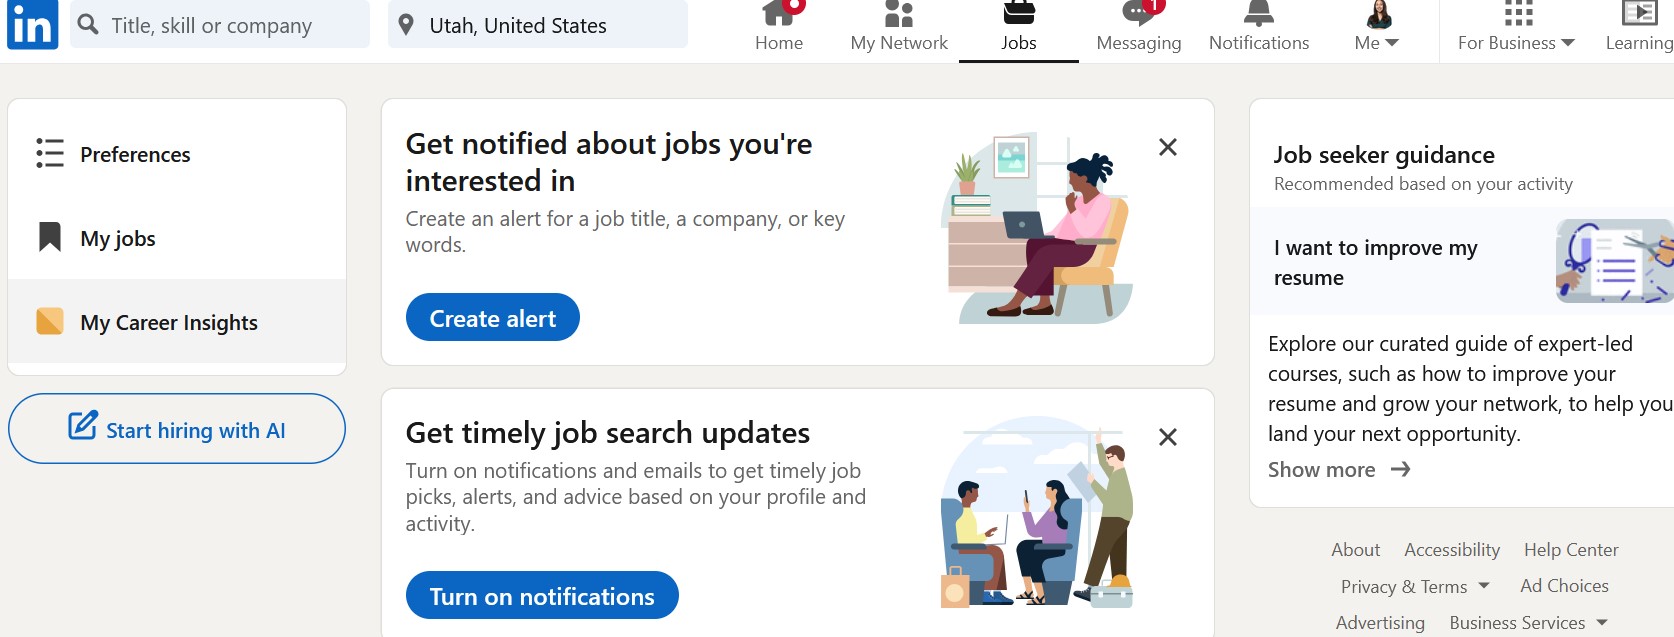 in
Title, skill or company
Utah, United States
Home
My Network
Jobs
1
Messaging
Notifications
Me
For Business
Learning
Preferences
My jobs
My Career Insights
Start hiring with AI
Get notified about jobs you're
interested in
Create an alert for a job title, a company, or key
words.
Create alert
Get timely job search updates
Turn on notifications and emails to get timely job
picks, alerts, and advice based on your profile and
activity.
Turn on notifications
Job seeker guidance
Recommended based on your activity
I want to improve my
resume
Explore our curated guide of expert-led
courses, such as how to improve your
resume and grow your network, to help you
land your next opportunity.
Show more
About Accessibility Help Center
Privacy & Terms Ad Choices
Advertising Business Services